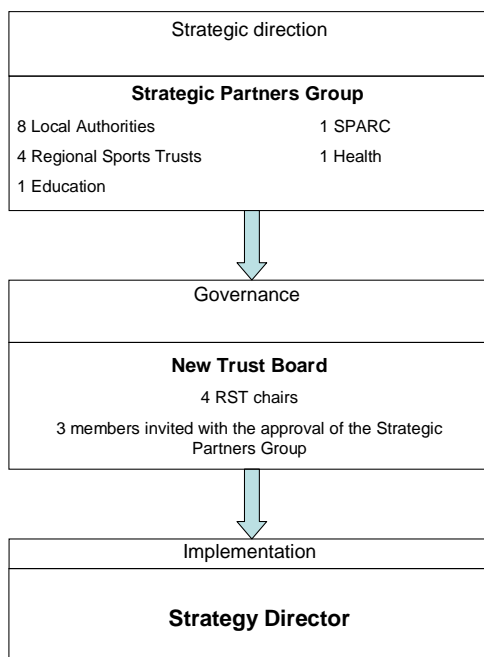 Strategic direction
Strategic Partners Group
8 Local Authorities
1 SPARC
4 Regional Sports Trusts
1 Health
1 Education
Governance
New Trust Board
4 RST chairs
3 members invited with the approval of the Strategic
Partners Group
Implementation
Strategy Director